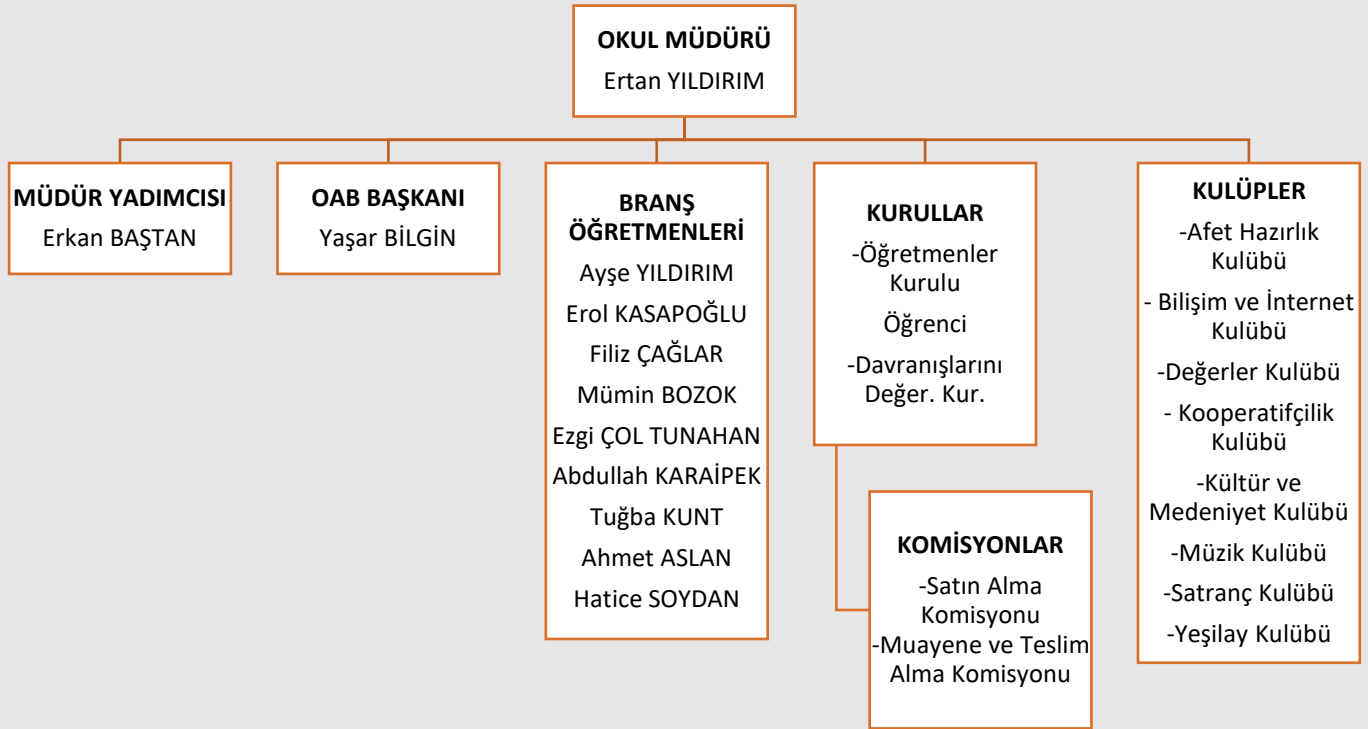 OKUL MÜDÜRÜ
Ertan YILDIRIM
MÜDÜR YADIMCISI
Erkan BAŞTAN
OAB BAŞKANI
Yaşar BİLGİN
BRANŞ
ÖĞRETMENLERİ
Ayşe YILDIRIM
Erol KASAPOĞLU
Filiz ÇAĞLAR
Mümin BOZOK
Ezgi ÇOL TUNAHAN
Abdullah KARAİPEK
Tuğba KUNT
Ahmet ASLAN
Hatice SOYDAN
KURULLAR
-Öğretmenler
Kurulu
Öğrenci
-Davranışlarını
Değer. Kur.
KOMİSYONLAR
-Satın Alma
Komisyonu
-Muayene ve Teslim
Alma Komisyonu
KULÜPLER
-Afet Hazırlık
Kulübü
- Bilişim ve İnternet
Kulübü
-Değerler Kulübü
- Kooperatifçilik
Kulübü
-Kültür ve
Medeniyet Kulübü
-Müzik Kulübü
-Satranç Kulübü
-Yeşilay Kulübü